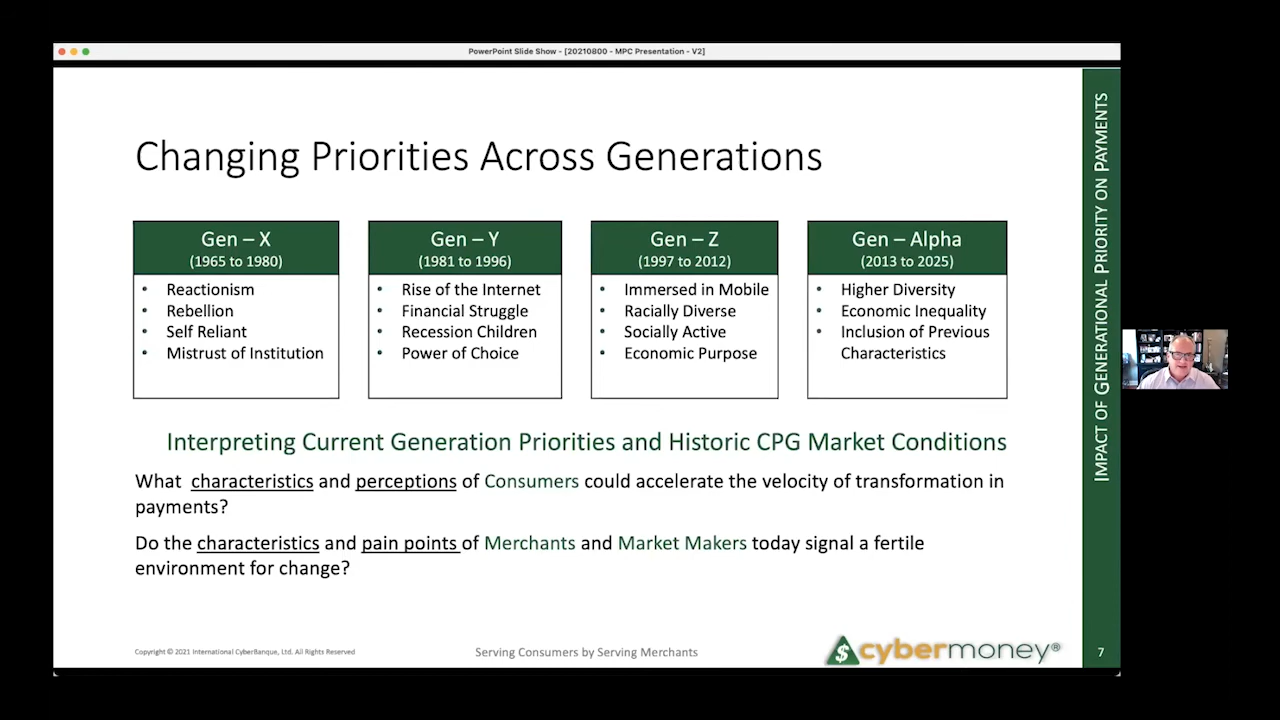 PowerPoint Slide Show - [20210800 - MPC Presentation - V2]
Changing Priorities Across Generations
Gen – X
(1965 to 1980)
• Reactionism
• Rebellion
• Self Reliant
• Mistrust of Institution
Gen – Y
(1981 to 1996)
• Rise of the Internet
• Financial Struggle
• Recession Children
• Power of Choice
Gen – Z
(1997 to 2012)
• Immersed in Mobile
• Racially Diverse
• Socially Active
• Economic Purpose
Gen – Alpha
(2013 to 2025)
• Higher Diversity
• Economic Inequality
• Inclusion of Previous
Characteristics
Interpreting Current Generation Priorities and Historic CPG Market Conditions
What characteristics and perceptions of Consumers could accelerate the velocity of transformation in
payments?
Do the characteristics and pain points of Merchants and Market Makers today signal a fertile
environment for change?
Copyright © 2021 International CyberBanque, Ltd. All Rights Reserved
Serving Consumers by Serving Merchants
$ cybermoney®
7
IMPACT OF GENERATIONAL PRIORITY ON PAYMENTS